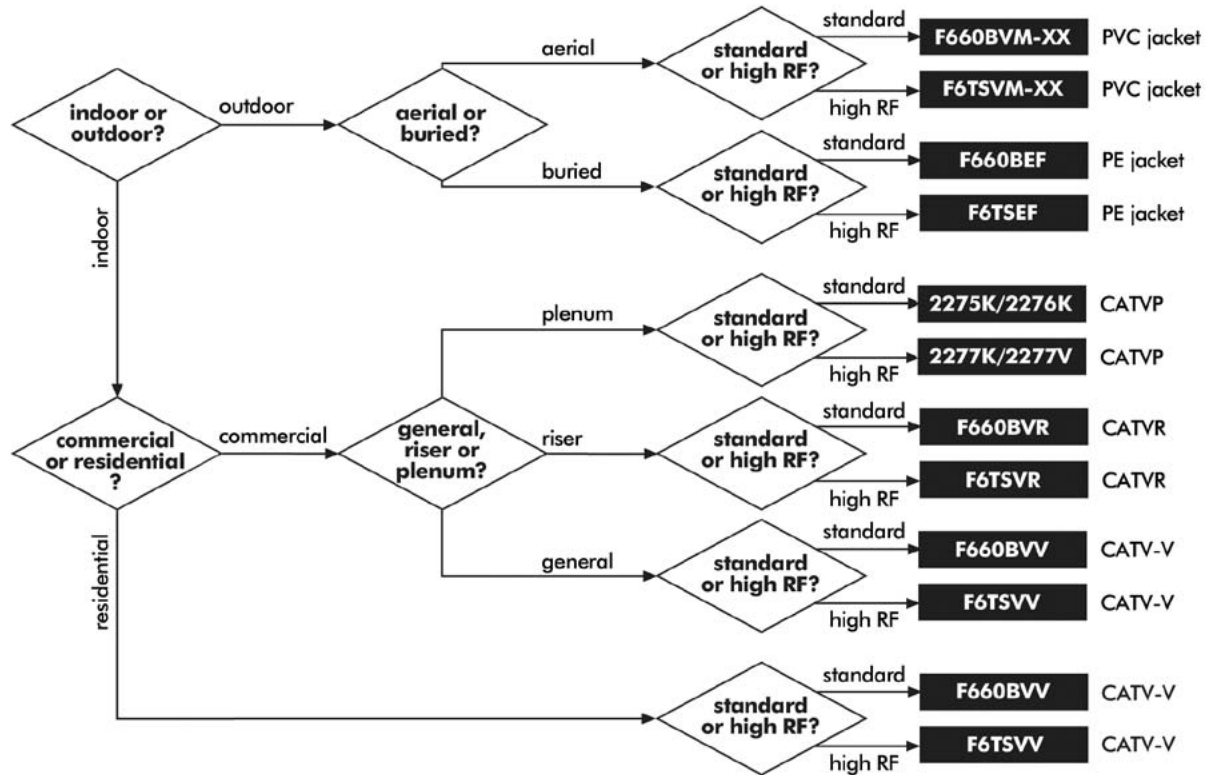 standard
aerial
standard
or high RF?
F660BVM-XX PVC jacket
high RF
F6TSVM-XX PVC jacket
indoor or
outdoor?
outdoor
aerial or
buried?
standard
buried
standard
or high RF?
F660BEF PE jacket
high RF
F6TSEF PE jacket
indoor
standard
plenum
standard
or high RF?
2275K/2276K CATVP
high RF
2277K/2277V CATVP
commercial
or residential
?
commercial
general,
riser or
plenum?
riser
standard
standard
or high RF?
F660BVR CATVR
high RF
F6TSVR CATVR
residential
general
standard
standard
or high RF?
F660BVV CATV-V
high RF
F6TSVV CATV-V
standard
standard
or high RF?
F660BVV CATV-V
high RF
F6TSVV CATV-V